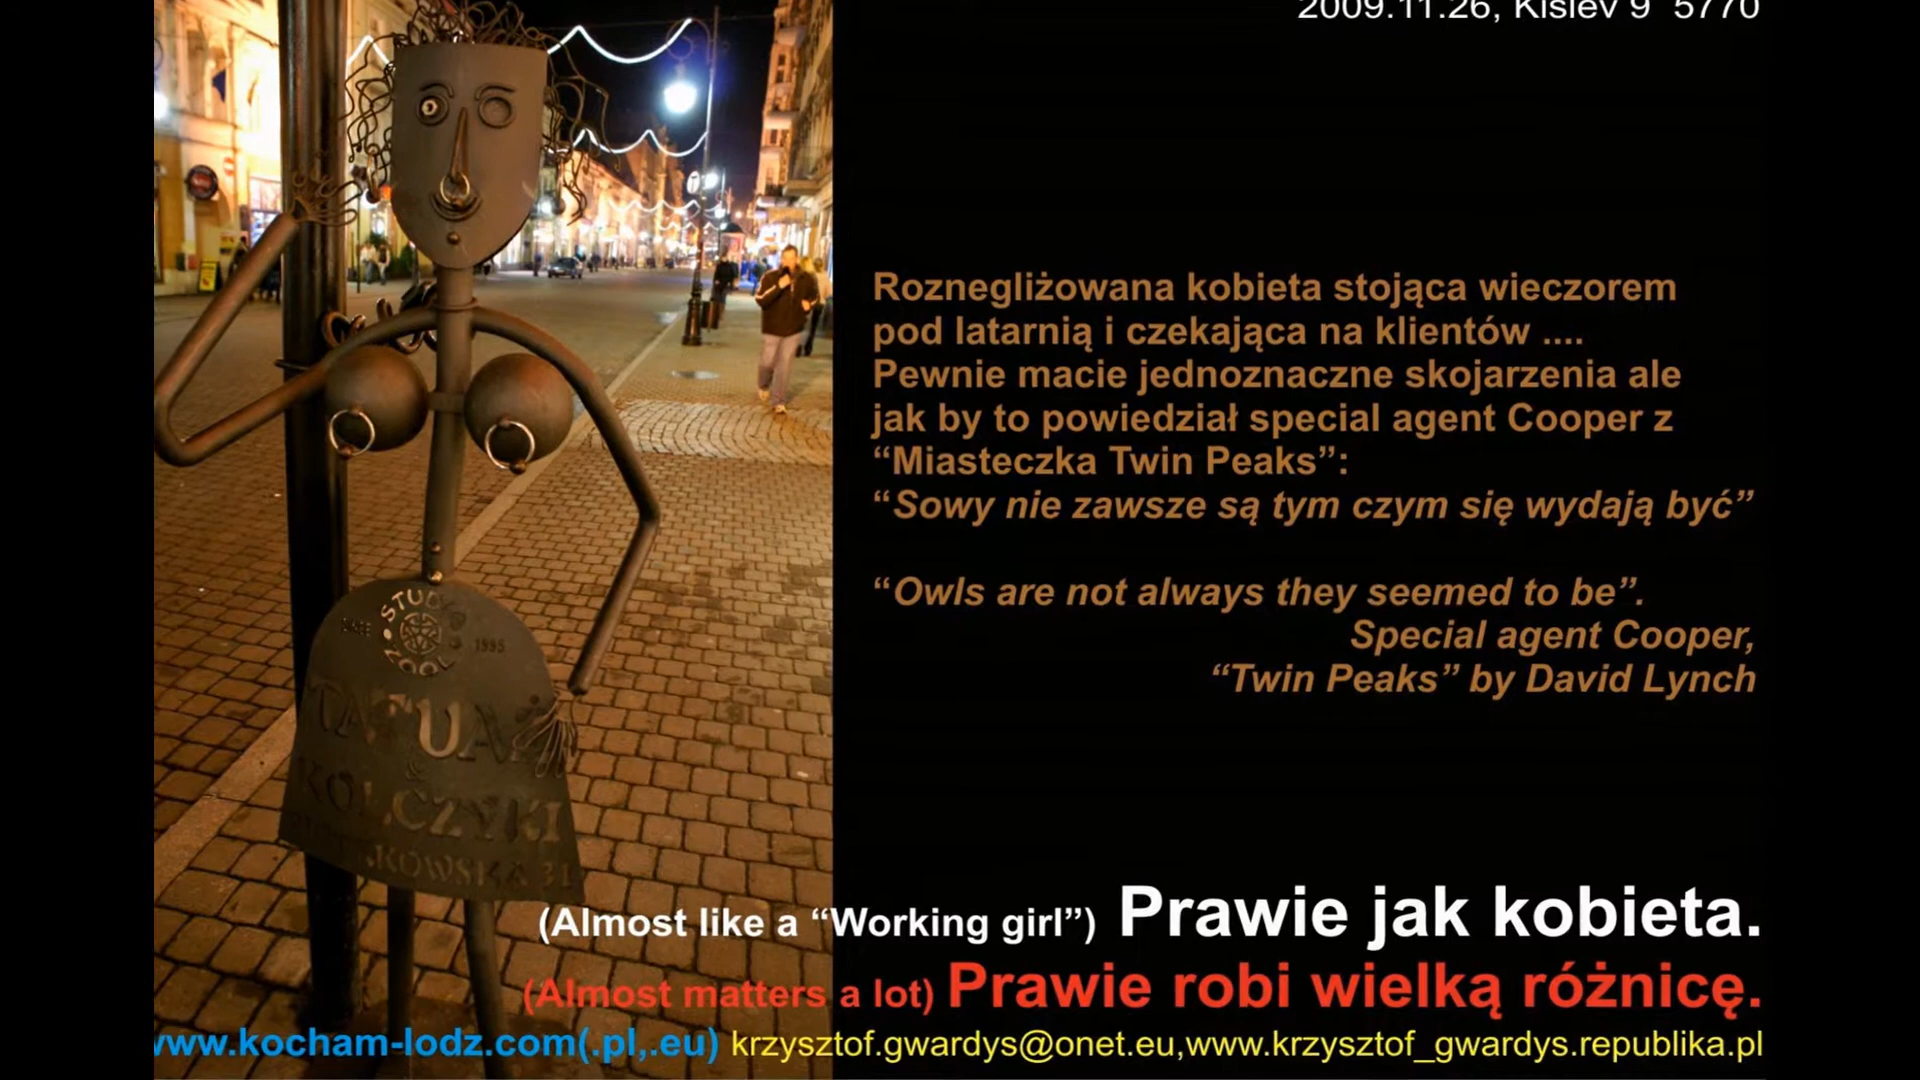 2009.11.26, Kislev 9 5770
Roznegliżowana kobieta stojąca wieczorem
pod latarnią i czekająca na klientów ....
Pewnie macie jednoznaczne skojarzenia ale
jak by to powiedział special agent Cooper z
“Miasteczka Twin Peaks”:
“Sowy nie zawsze są tym czym się wydają być”
“Owls are not always they seemed to be”.
Special agent Cooper,
“Twin Peaks” by David Lynch
STUDIO
1995
ZOOL
TATUAŻ
&
KOLCZYKI
31
(Almost like a “Working girl”) Prawie jak kobieta.
(Almost matters a lot) Prawie robi wielką różnicę.
www.kocham-lodz.com(.pl,.eu) krzysztof.gwardys@onet.eu,www.krzysztof_gwardys.republika.pl